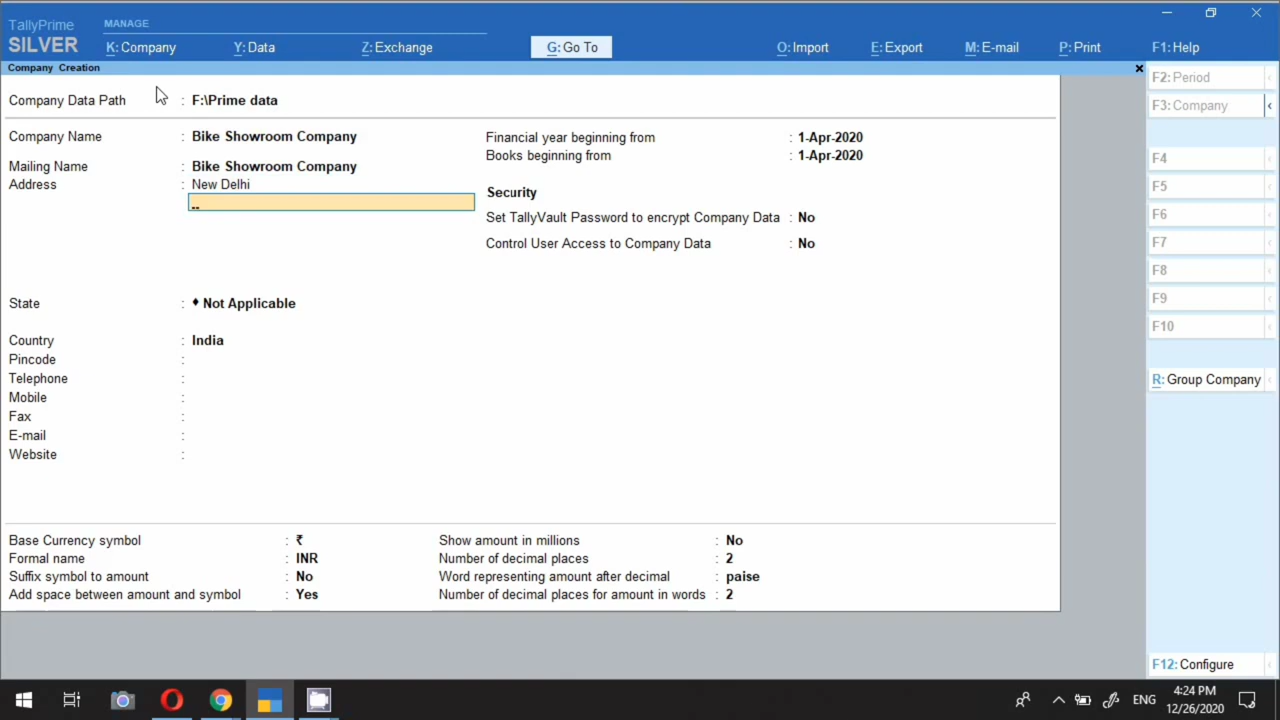 TallyPrime
SILVER
MANAGE
K: Company
Y: Data
Z: Exchange
G: Go To
O: Import
E: Export
M: E-mail
P: Print
F1: Help
Company Creation
Company Data Path : F:\Prime data
Company Name : Bike Showroom Company
Mailing Name : Bike Showroom Company
Address : New Delhi
State : ♦ Not Applicable
Country : India
Pincode :
Telephone :
Mobile :
Fax :
E-mail :
Website :
Financial year beginning from : 1-Apr-2020
Books beginning from : 1-Apr-2020
Security
Set TallyVault Password to encrypt Company Data : No
Control User Access to Company Data : No
Base Currency symbol : ₹
Formal name : INR
Suffix symbol to amount : No
Add space between amount and symbol : Yes
Show amount in millions : No
Number of decimal places : 2
Word representing amount after decimal : paise
Number of decimal places for amount in words : 2
F2: Period
F3: Company
F4
F5
F6
F7
F8
F9
F10
R: Group Company
F12: Configure
ENG
4:24 PM
12/26/2020